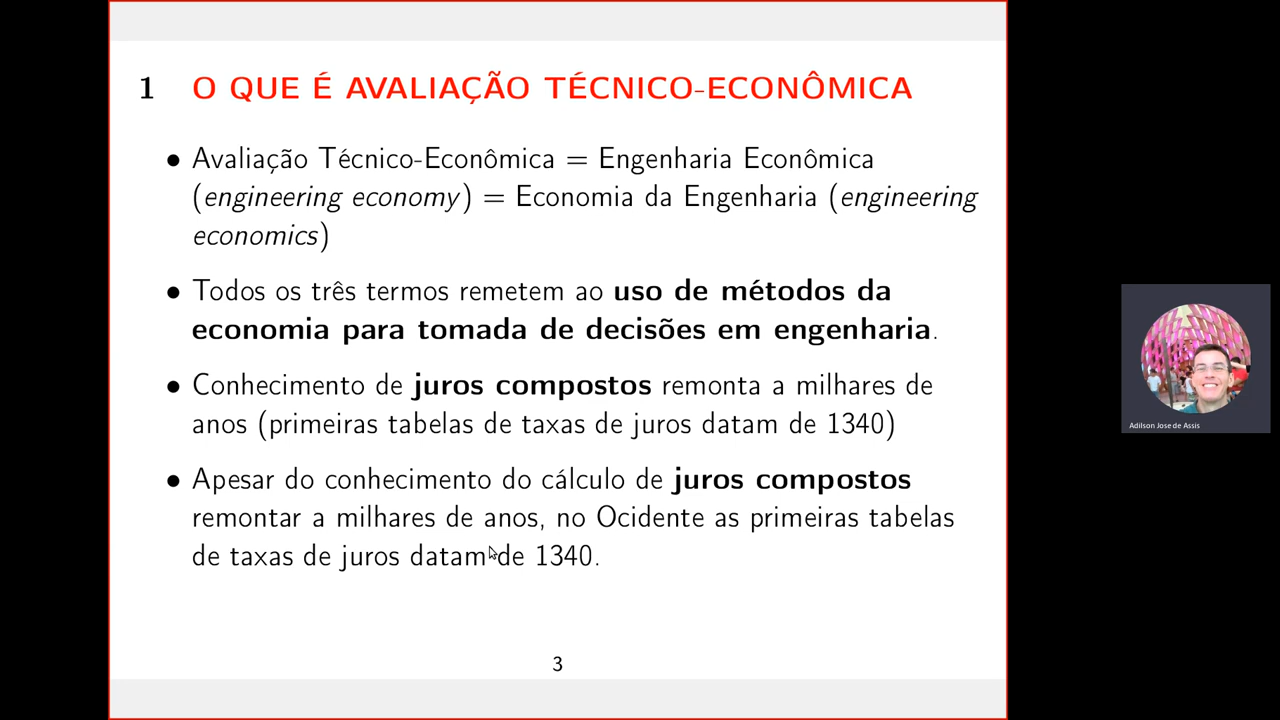 1 O QUE É AVALIAÇÃO TÉCNICO-ECONÔMICA
• Avaliação Técnico-Econômica = Engenharia Econômica
(engineering economy) = Economia da Engenharia (engineering
economics)
• Todos os três termos remetem ao uso de métodos da
economia para tomada de decisões em engenharia.
• Conhecimento de juros compostos remonta a milhares de
anos (primeiras tabelas de taxas de juros datam de 1340)
• Apesar do conhecimento do cálculo de juros compostos
remontar a milhares de anos, no Ocidente as primeiras tabelas
de taxas de juros datam de 1340.
3
Adilson Jose de Assis